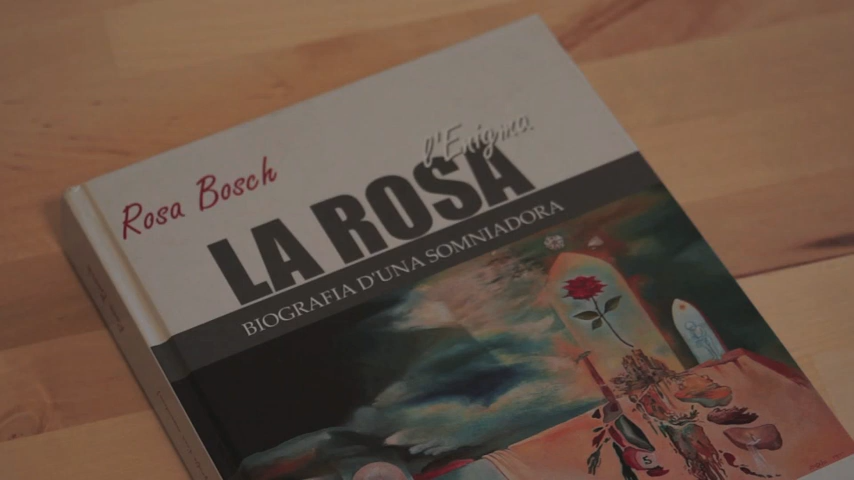 Rosa Bosch
l'Enigma
LA ROSA
BIOGRAFIA D'UNA SOMNIADORA